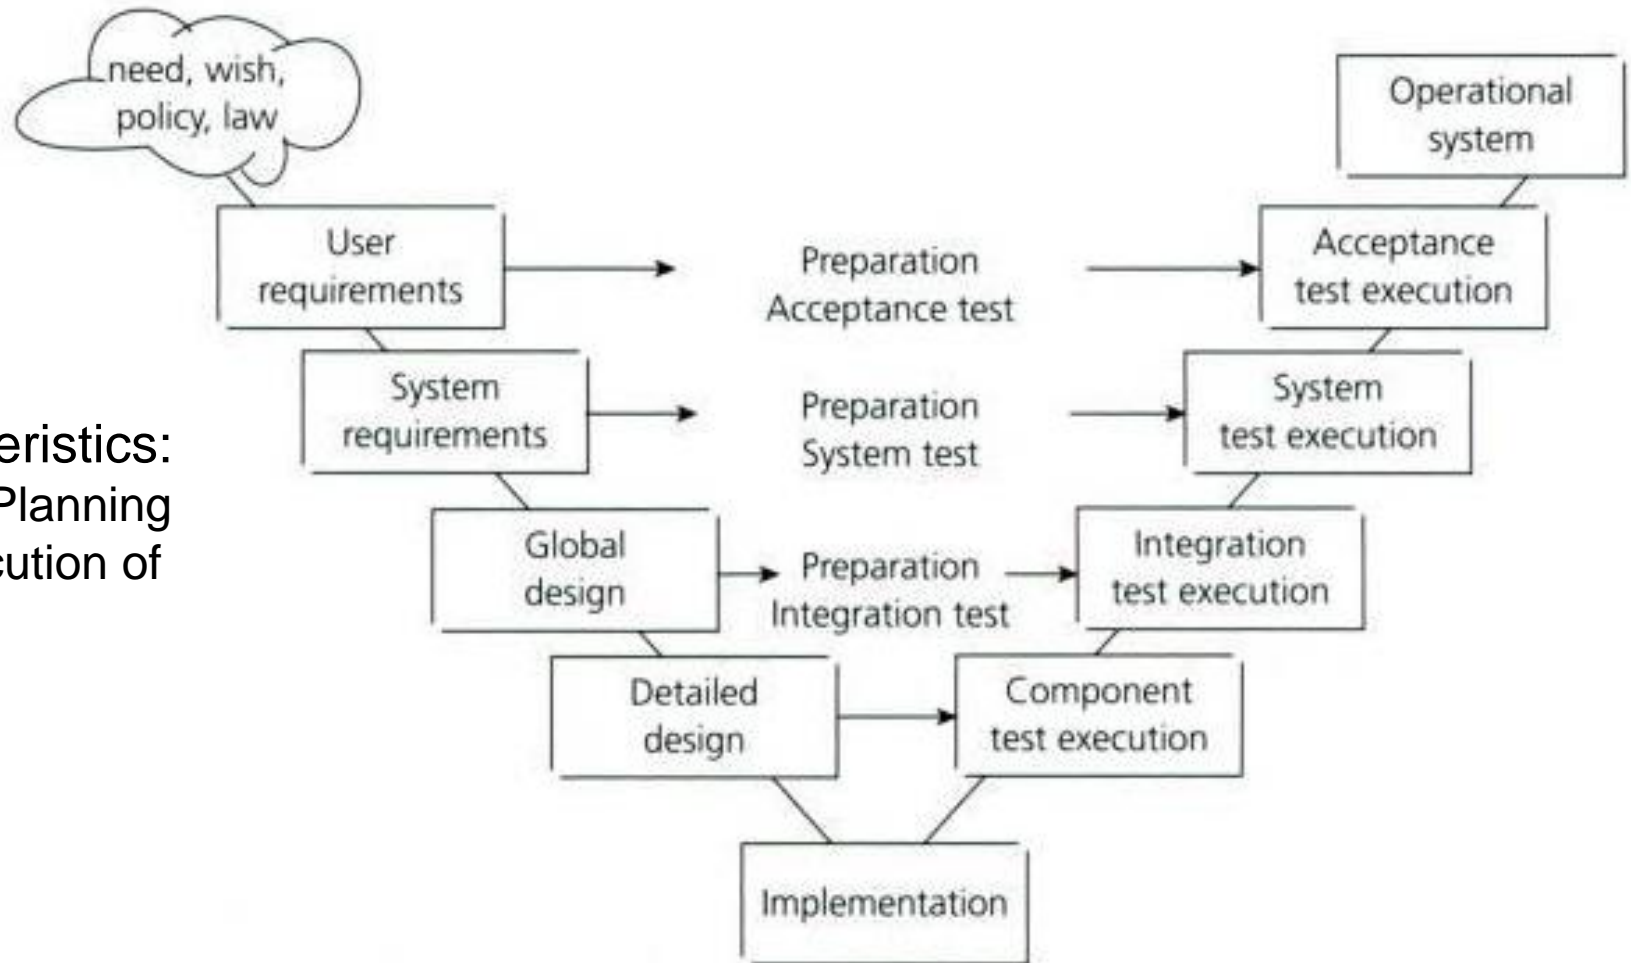 need, wish,
policy, law
Operational
system
User
requirements
Preparation
Acceptance test
Acceptance
test execution
System
requirements
Preparation
System test
System
test execution
eristics:
Planning
cution of
Global
design
Preparation
Integration test
Integration
test execution
Detailed
design
Component
test execution
Implementation